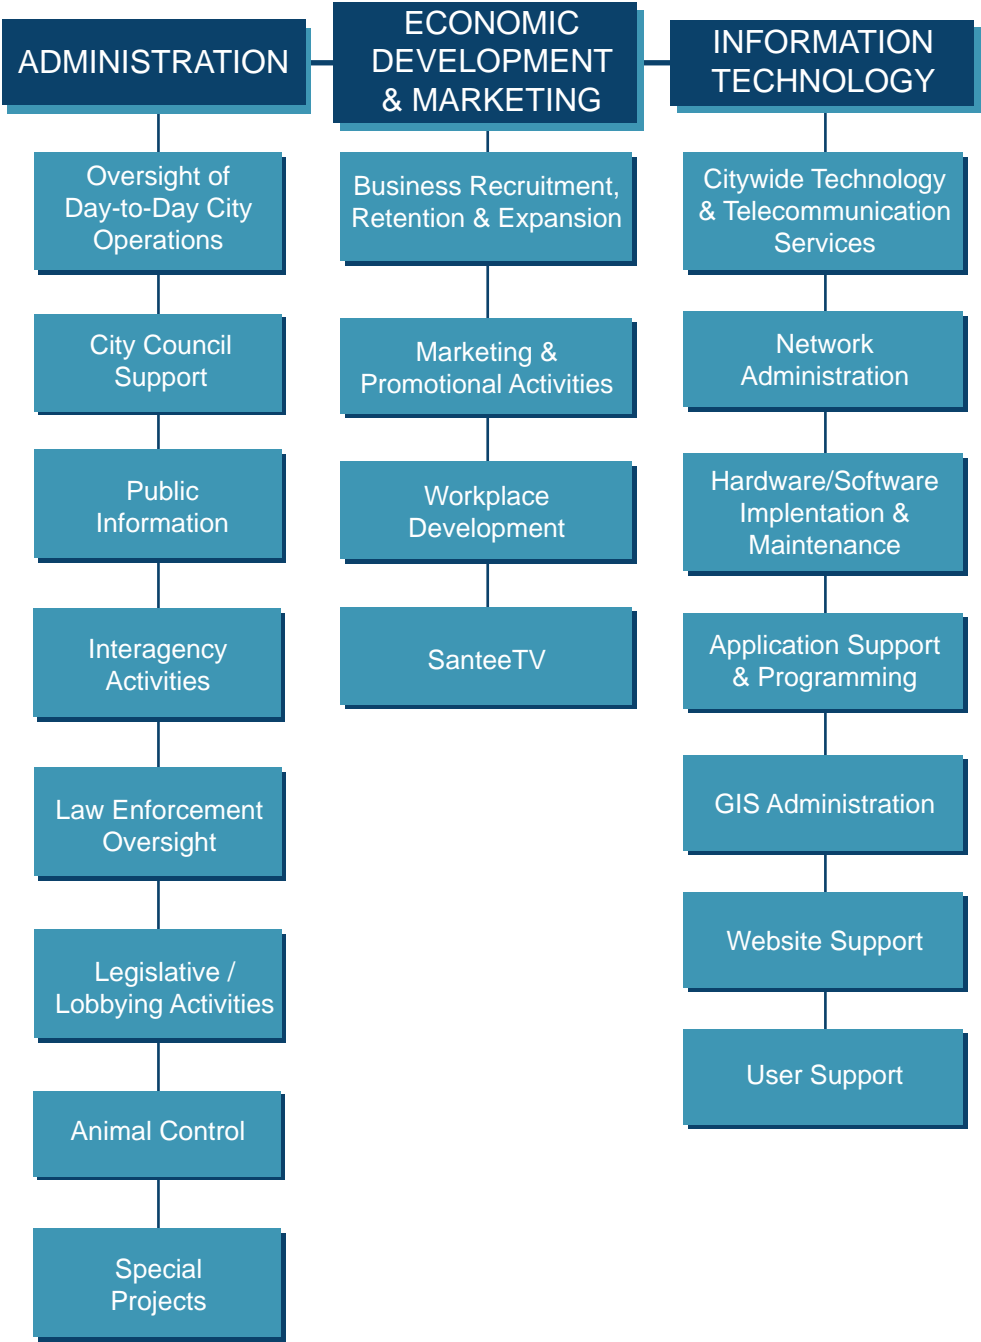 ADMINISTRATION
Oversight of
Day-to-Day City
Operations
City Council
Support
Public
Information
Interagency
Activities
Law Enforcement
Oversight
Legislative /
Lobbying Activities
Animal Control
Special
Projects
ECONOMIC
DEVELOPMENT
& MARKETING
Business Recruitment,
Retention & Expansion
Marketing &
Promotional Activities
Workplace
Development
SanteeTV
INFORMATION
TECHNOLOGY
Citywide Technology
& Telecommunication
Services
Network
Administration
Hardware/Software
Implentation &
Maintenance
Application Support
& Programming
GIS Administration
Website Support
User Support